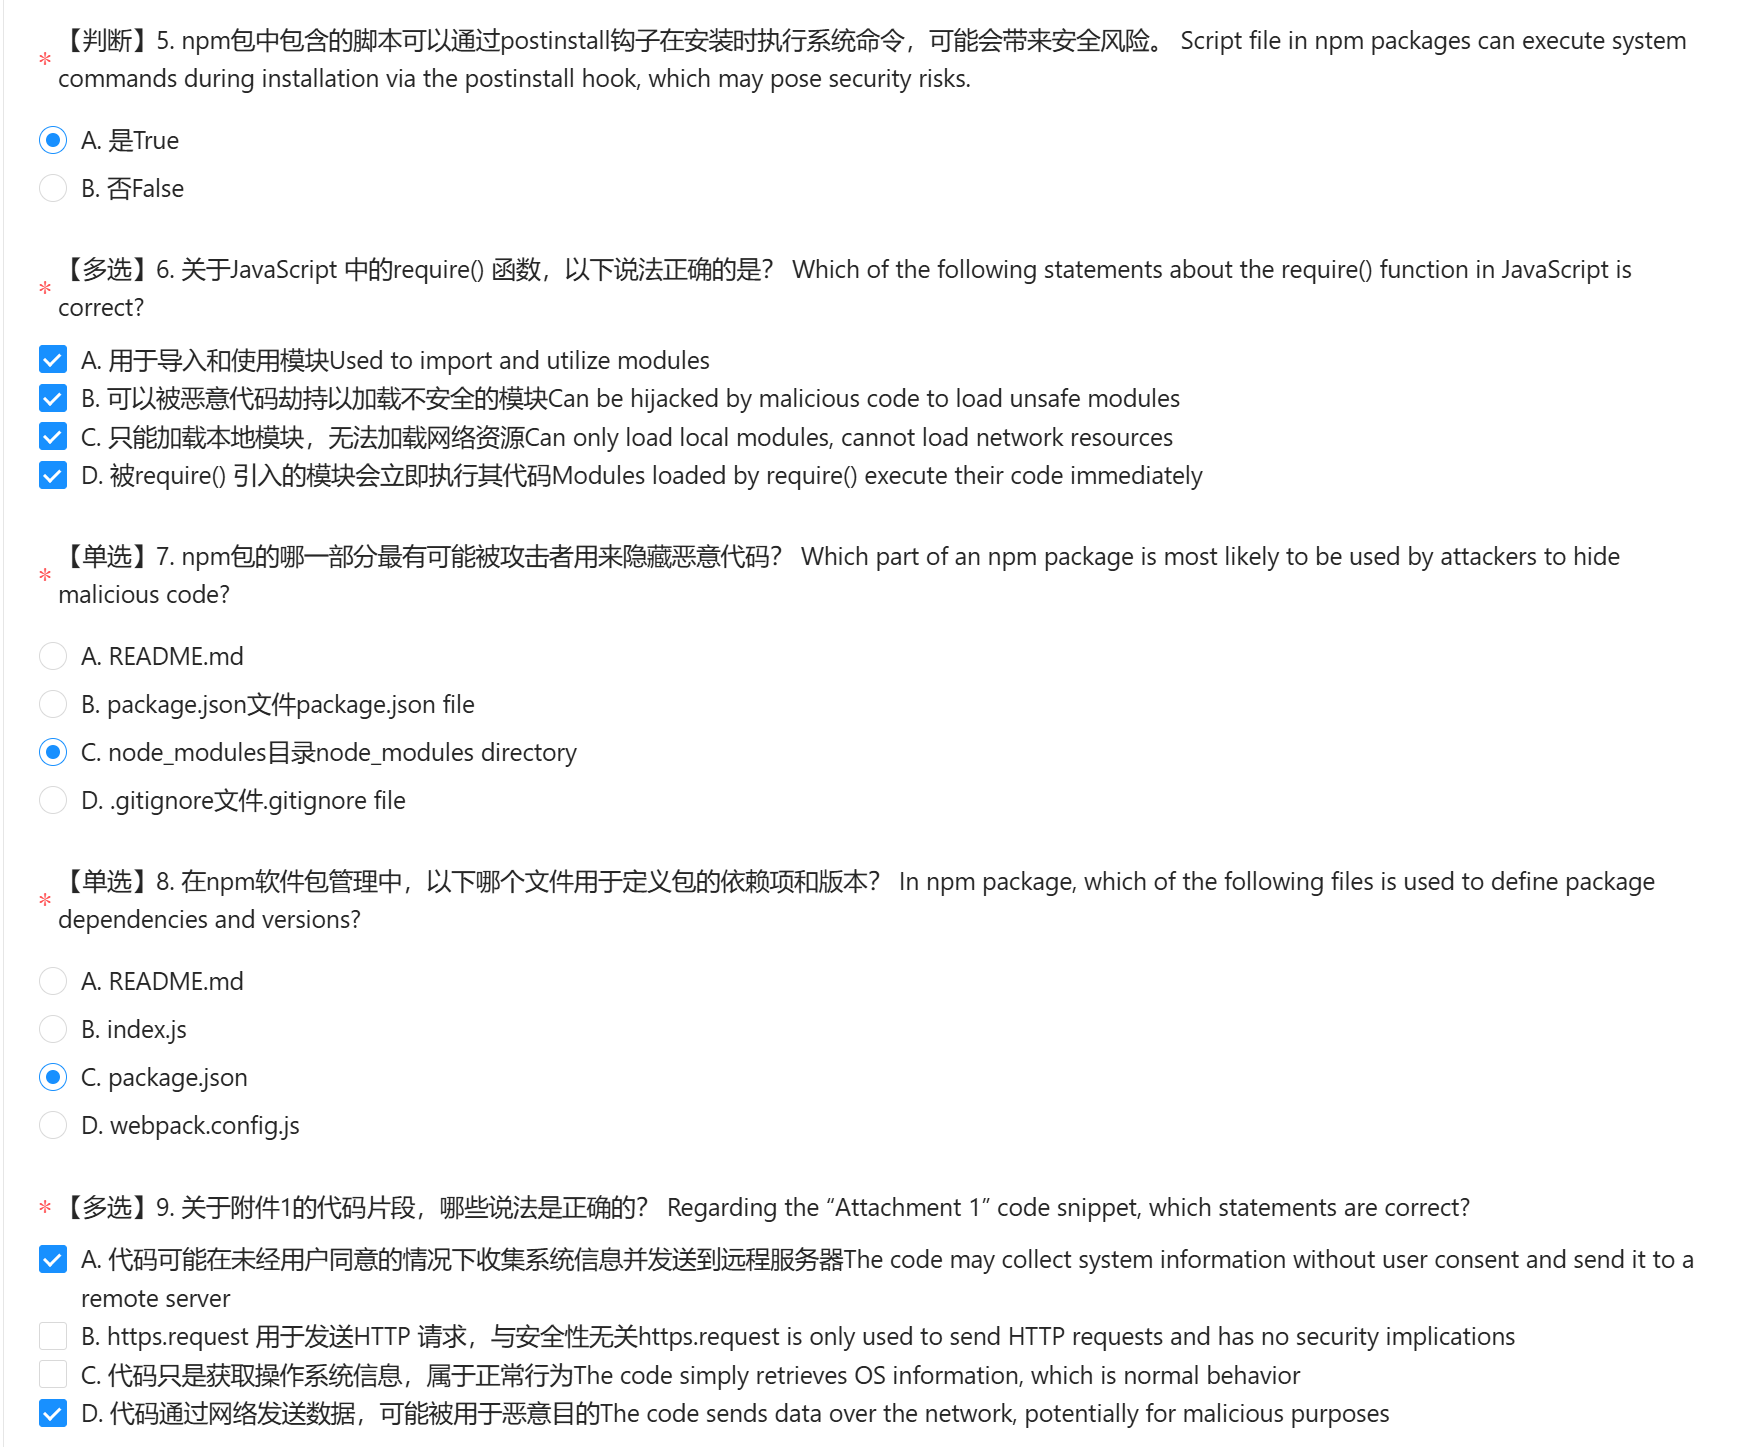 * 【判断】5. npm包中包含的脚本可以通过postinstall钩子在安装时执行系统命令，可能会带来安全风险。 Script file in npm packages can execute system
commands during installation via the postinstall hook, which may pose security risks.
A. 是True
B. 否False
* 【多选】6. 关于JavaScript 中的require() 函数，以下说法正确的是？ Which of the following statements about the require() function in JavaScript is
correct?
A. 用于导入和使用模块Used to import and utilize modules
B. 可以被恶意代码劫持以加载不安全的模块Can be hijacked by malicious code to load unsafe modules
C. 只能加载本地模块，无法加载网络资源Can only load local modules, cannot load network resources
D. 被require() 引入的模块会立即执行其代码Modules loaded by require() execute their code immediately
* 【单选】7. npm包的哪一部分最有可能被攻击者用来隐藏恶意代码？ Which part of an npm package is most likely to be used by attackers to hide
malicious code?
A. README.md
B. package.json文件package.json file
C. node_modules目录node_modules directory
D. .gitignore文件.gitignore file
* 【单选】8. 在npm软件包管理中，以下哪个文件用于定义包的依赖项和版本？ In npm package, which of the following files is used to define package
dependencies and versions?
A. README.md
B. index.js
C. package.json
D. webpack.config.js
* 【多选】9. 关于附件1的代码片段，哪些说法是正确的？ Regarding the “Attachment 1” code snippet, which statements are correct?
A. 代码可能在未经用户同意的情况下收集系统信息并发送到远程服务器The code may collect system information without user consent and send it to a
remote server
B. https.request 用于发送HTTP 请求，与安全性无关https.request is only used to send HTTP requests and has no security implications
C. 代码只是获取操作系统信息，属于正常行为The code simply retrieves OS information, which is normal behavior
D. 代码通过网络发送数据，可能被用于恶意目的The code sends data over the network, potentially for malicious purposes